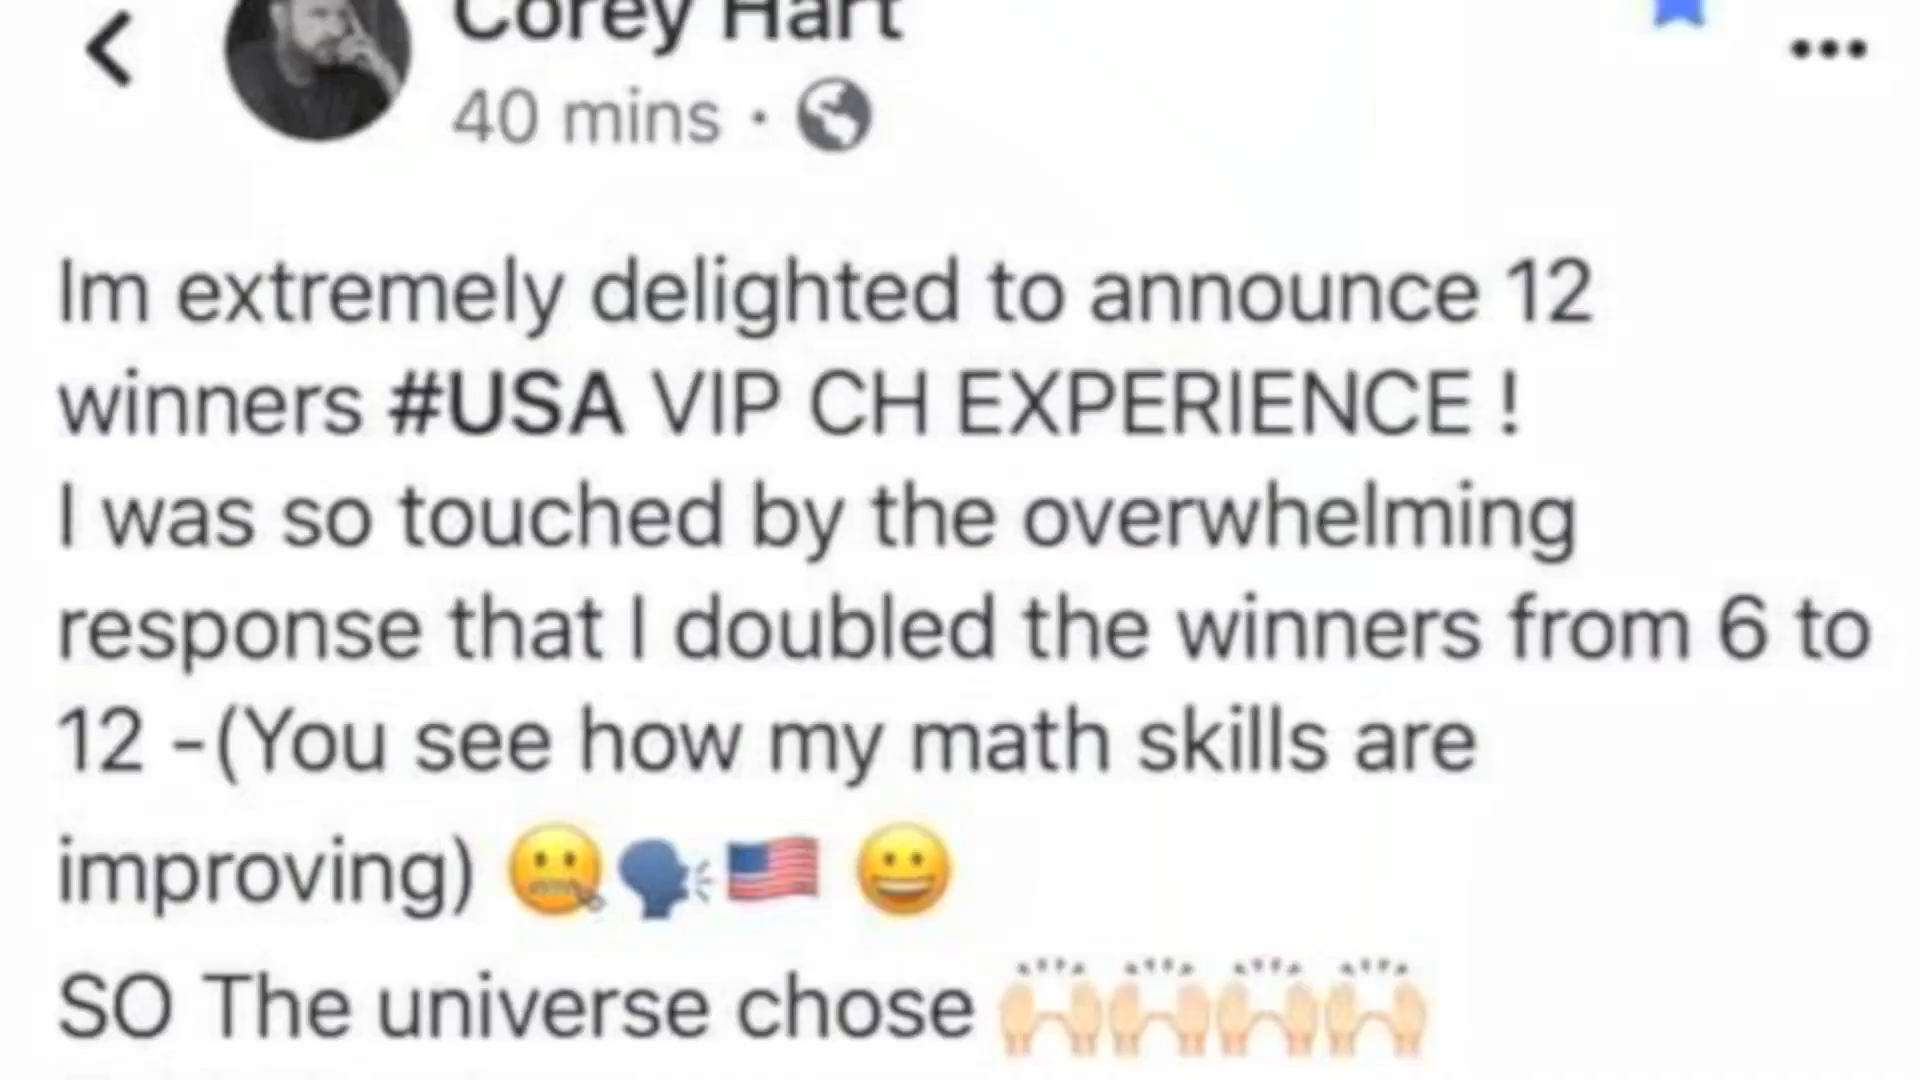 Corey Hart
40 mins ·
Im extremely delighted to announce 12
winners #USA VIP CH EXPERIENCE !
I was so touched by the overwhelming
response that I doubled the winners from 6 to
12 -(You see how my math skills are
improving) 🤐🗣🇺🇸 😀
SO The universe chose 🙌🏻🙌🏻🙌🏻🙌🏻